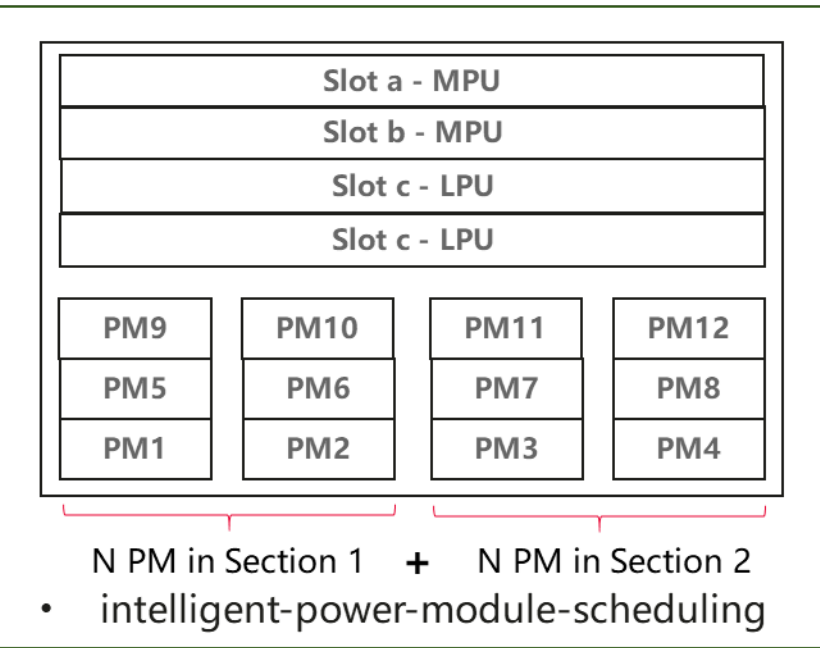 Slot a - MPU
Slot b - MPU
Slot c - LPU
Slot c - LPU
PM9 PM10 PM11 PM12
PM5 PM6 PM7 PM8
PM1 PM2 PM3 PM4
N PM in Section 1 + N PM in Section 2
• intelligent-power-module-scheduling